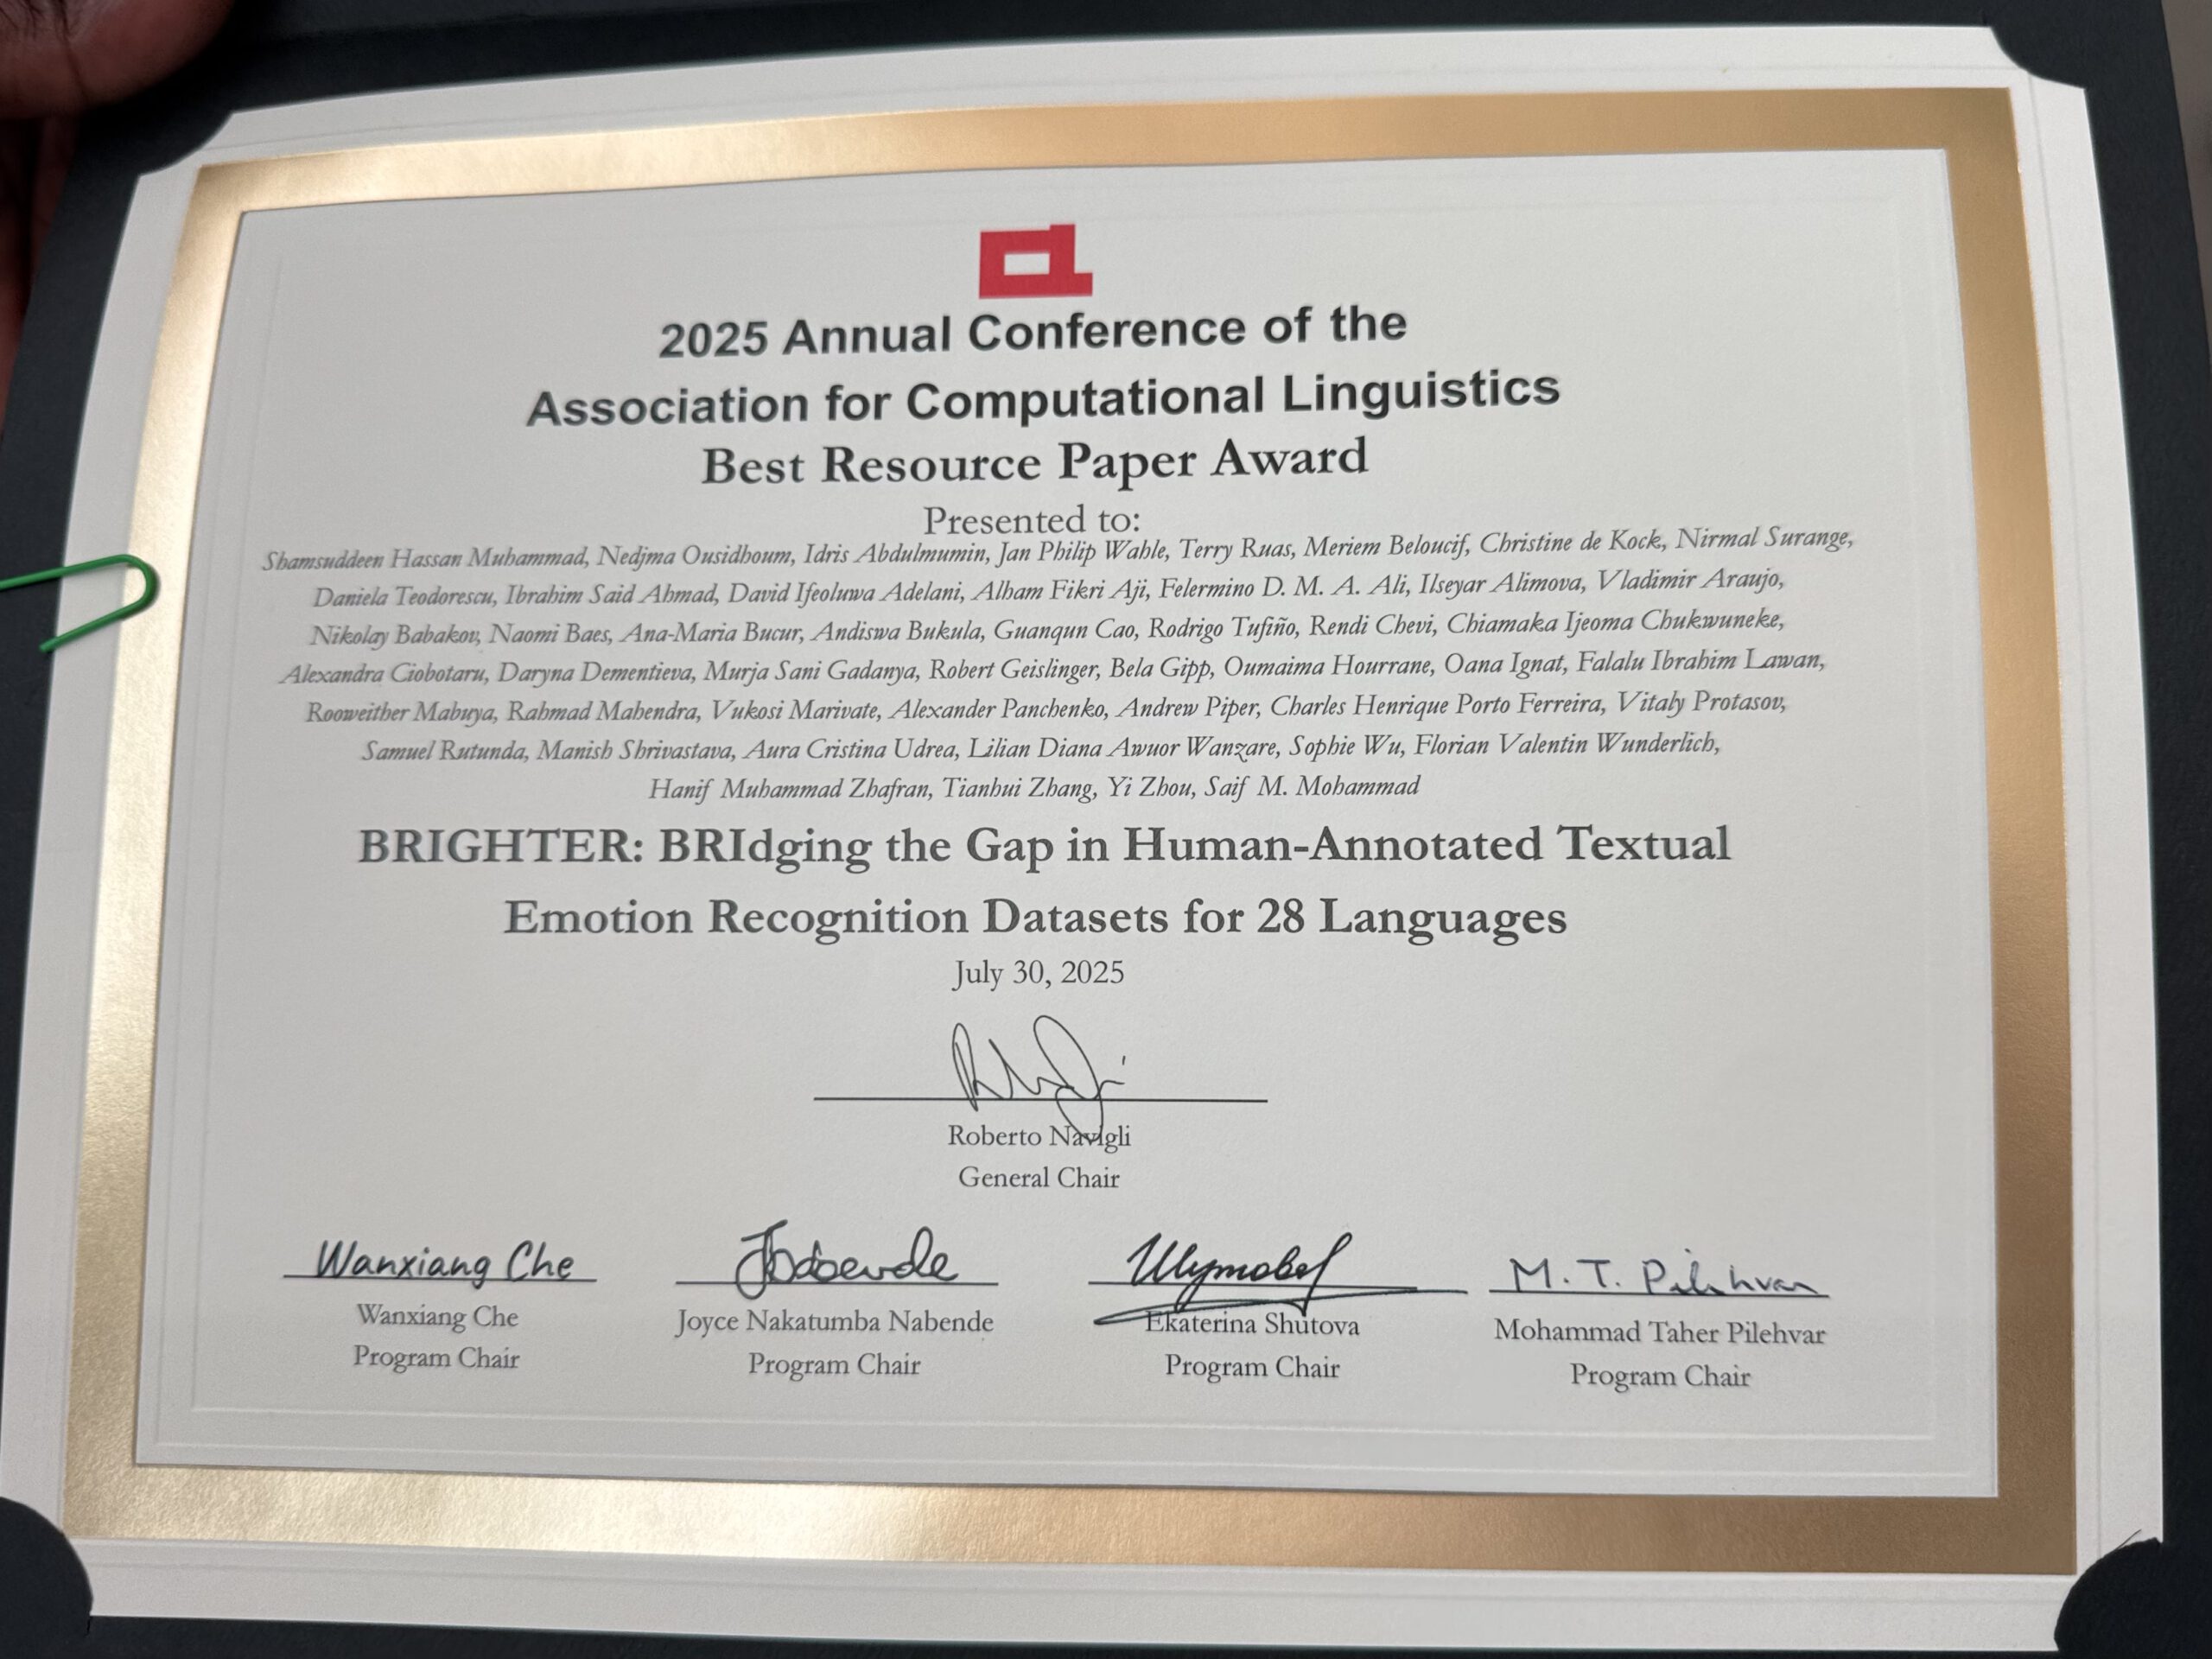 2025 Annual Conference of the
Association for Computational Linguistics
Best Resource Paper Award
Presented to:
Shamsuddeen Hassan Muhammad, Nedjma Ousidhoum, Idris Abdulmumin, Jan Philip Wahle, Terry Ruas, Meriem Beloucif, Christine de Kock, Nirmal Surange,
Daniela Teodorescu, Ibrahim Said Ahmad, David Ifeoluwa Adelani, Alham Fikri Aji, Felermino D. M. A. Ali, Ilseyar Alimova, Vladimir Araujo,
Nikolay Babakov, Naomi Baes, Ana-Maria Bucur, Andiswa Bukula, Guanqun Cao, Rodrigo Tufiño, Rendi Chevi, Chiamaka Ijeoma Chukwuneke,
Alexandra Ciobotaru, Daryna Dementieva, Murja Sani Gadanya, Robert Geislinger, Bela Gipp, Oumaima Hourrane, Oana Ignat, Falalu Ibrahim Lawan,
Rooweither Mabuya, Rahmad Mahendra, Vukosi Marivate, Alexander Panchenko, Andrew Piper, Charles Henrique Porto Ferreira, Vitaly Protasov,
Samuel Rutunda, Manish Shrivastava, Aura Cristina Udrea, Lilian Diana Awuor Wanzare, Sophie Wu, Florian Valentin Wunderlich,
Hanif Muhammad Zhafran, Tianhui Zhang, Yi Zhou, Saif M. Mohammad
BRIGHTER: BRIdging the Gap in Human-Annotated Textual
Emotion Recognition Datasets for 28 Languages
July 30, 2025
Roberto Navigli
General Chair
Wanxiang Che
M. T. Pilehvar
Wanxiang Che
Joyce Nakatumba Nabende
Ekaterina Shutova
Mohammad Taher Pilehvar
Program Chair
Program Chair
Program Chair
Program Chair